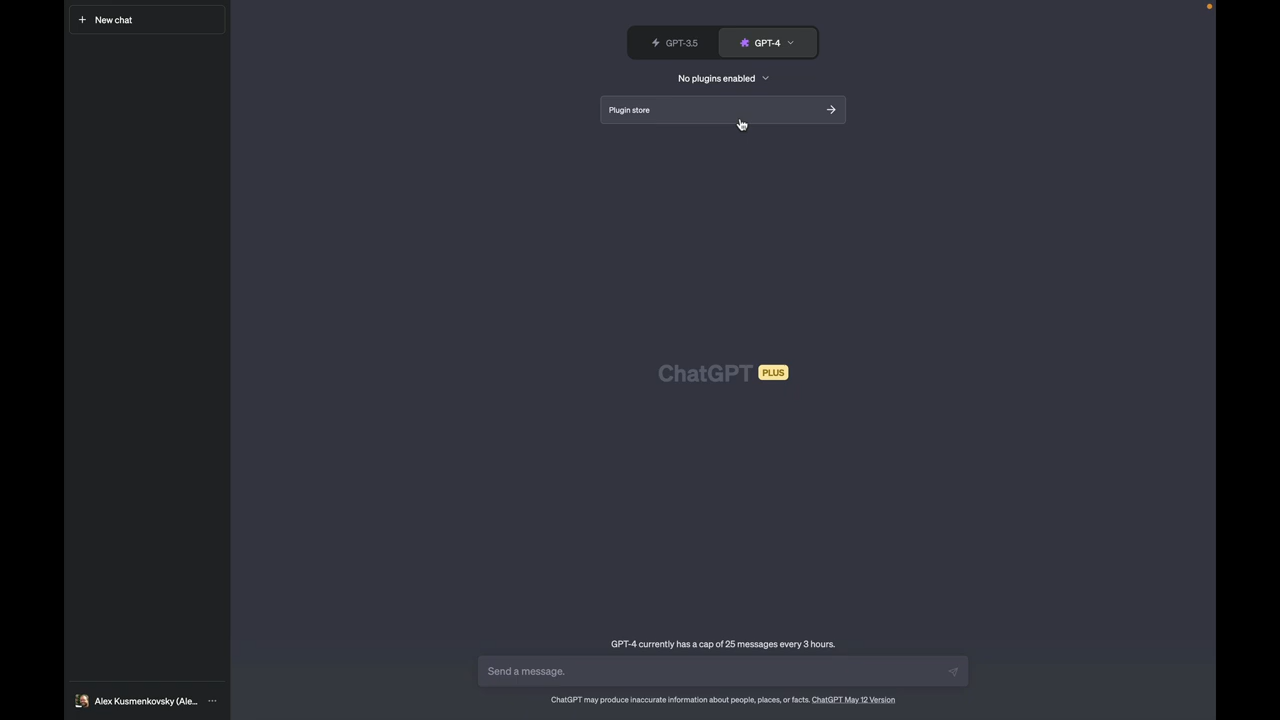 New chat
GPT-3.5
GPT-4
No plugins enabled
Plugin store
ChatGPT PLUS
GPT-4 currently has a cap of 25 messages every 3 hours.
Send a message.
Alex Kusmenkovsky (Ale...
ChatGPT may produce inaccurate information about people, places, or facts. ChatGPT May 12 Version